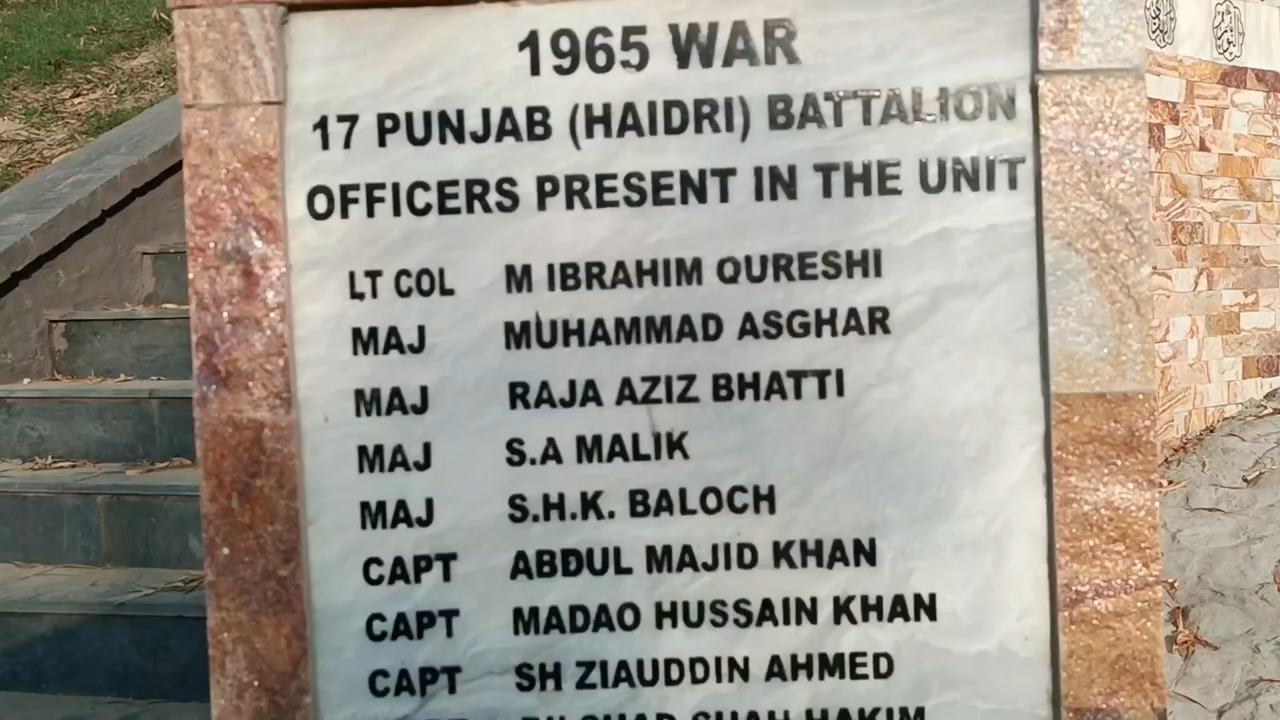 1965 WAR
17 PUNJAB (HAIDRI) BATTALION
OFFICERS PRESENT IN THE UNIT
LT COL M IBRAHIM QURESHI
MAJ MUHAMMAD ASGHAR
MAJ RAJA AZIZ BHATTI
MAJ S.A MALIK
MAJ S.H.K. BALOCH
CAPT ABDUL MAJID KHAN
CAPT MADAO HUSSAIN KHAN
CAPT SH ZIAUDDIN AHMED
SHAH HAKIM